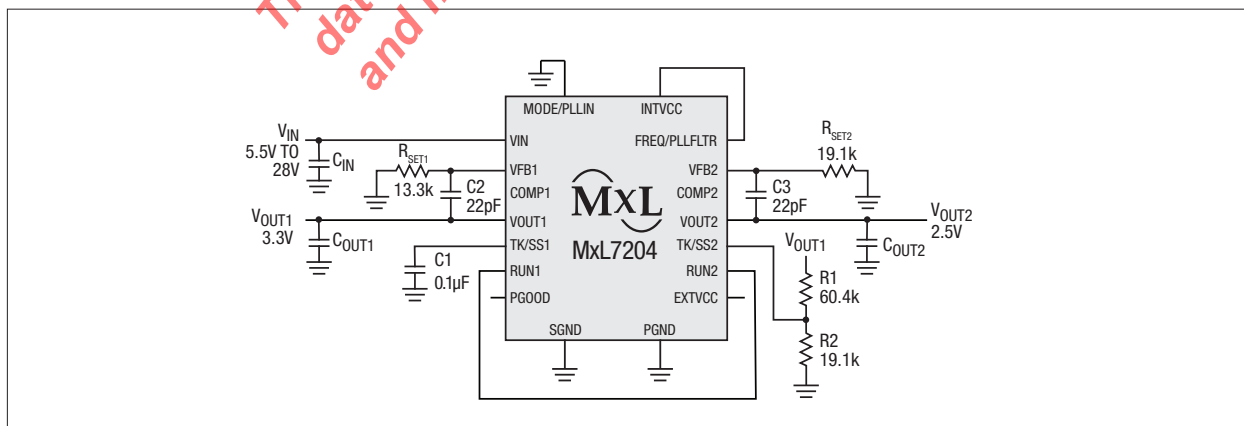 Th
dat
and
MODE/PLLIN
INTVCC
VIN
5.5V TO
28V
CIN
VIN
FREQ/PLLFLTR
RSET1
13.3k
VFB1
VFB2
RSET2
19.1k
C2
22pF
COMP1
COMP2
C3
22pF
MXL
MxL7204
VOUT1
3.3V
VOUT1
VOUT2
VOUT2
2.5V
COUT1
COUT2
TK/SS1
TK/SS2
VOUT1
C1
0.1µF
RUN1
RUN2
R1
60.4k
PGOOD
EXTVCC
SGND
PGND
R2
19.1k